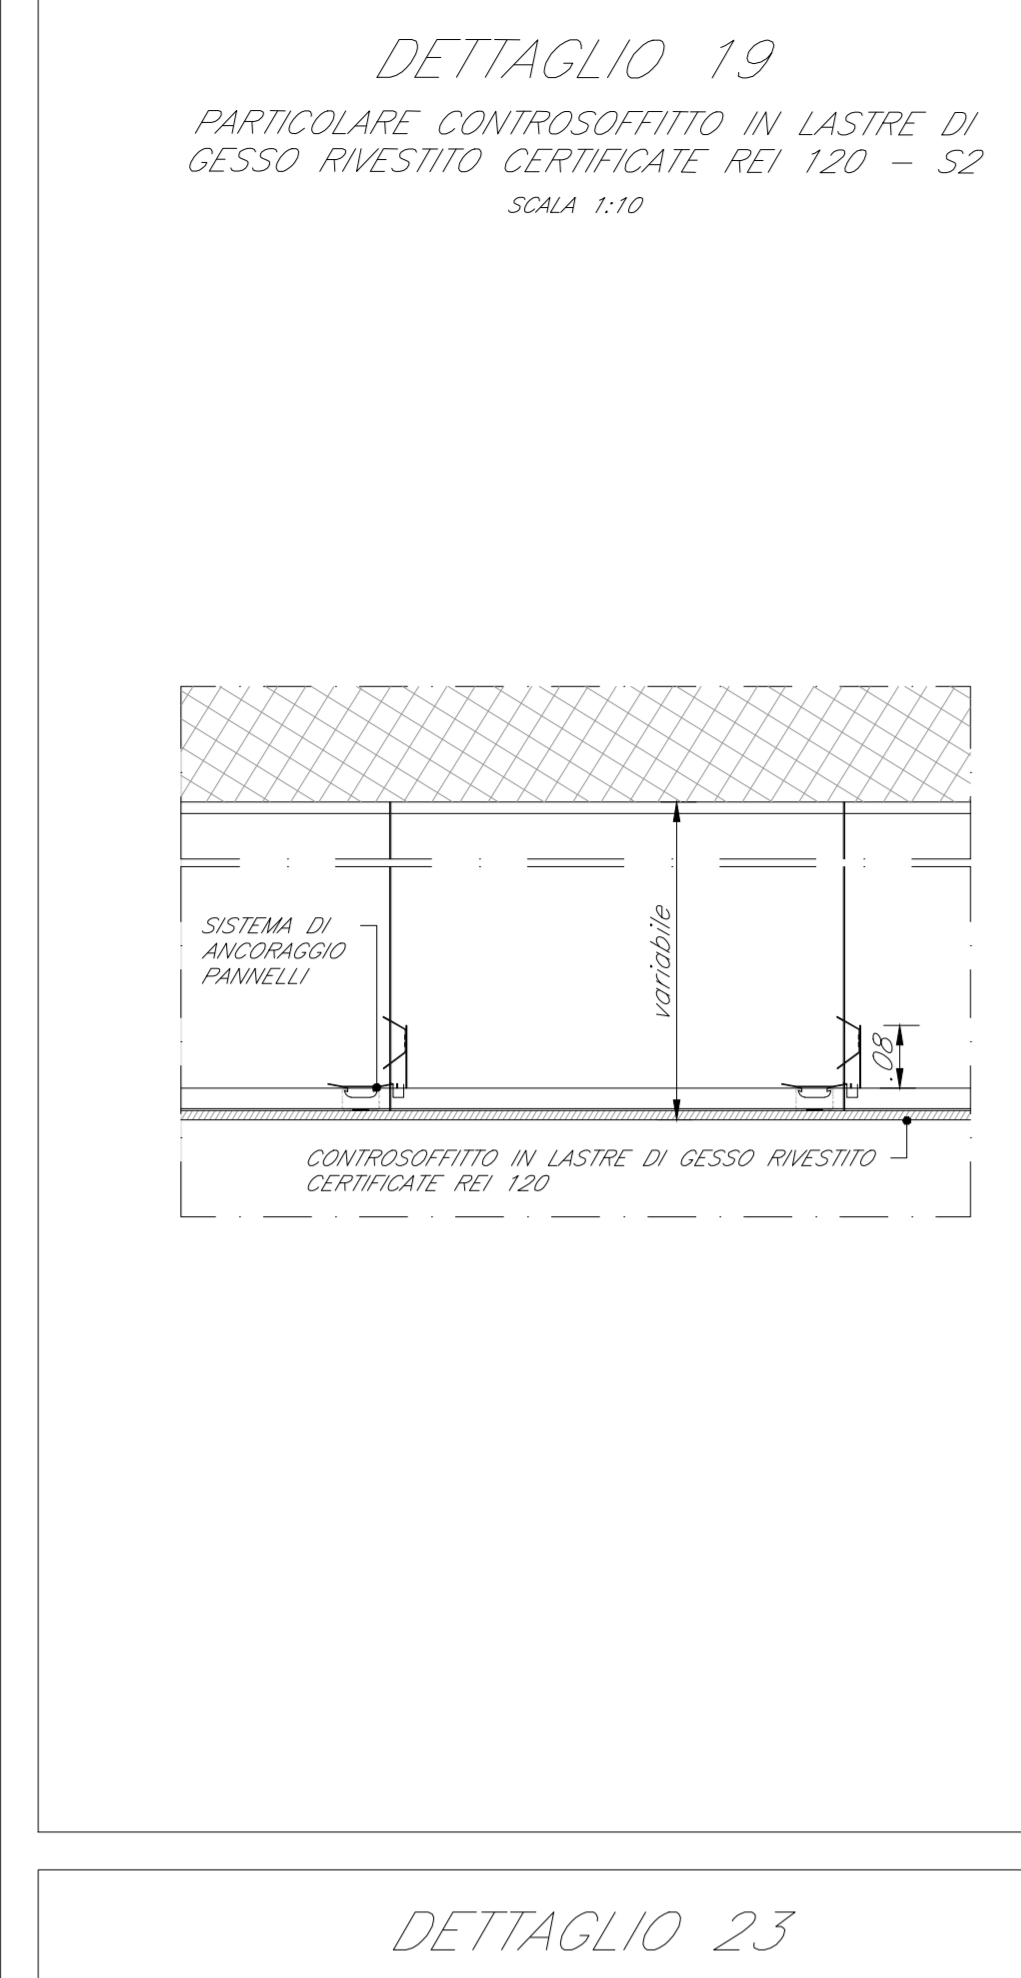 DETTAGLIO 19
PARTICOLARE CONTROSOFFITTO IN LASTRE DI
GESSO RIVESTITO CERTIFICATE REI 120 - S2
SCALA 1:10
SISTEMA DI
ANCORAGGIO
PANNELLI
variabile
.08
CONTROSOFFITTO IN LASTRE DI GESSO RIVESTITO
CERTIFICATE REI 120
DETTAGLIO 23